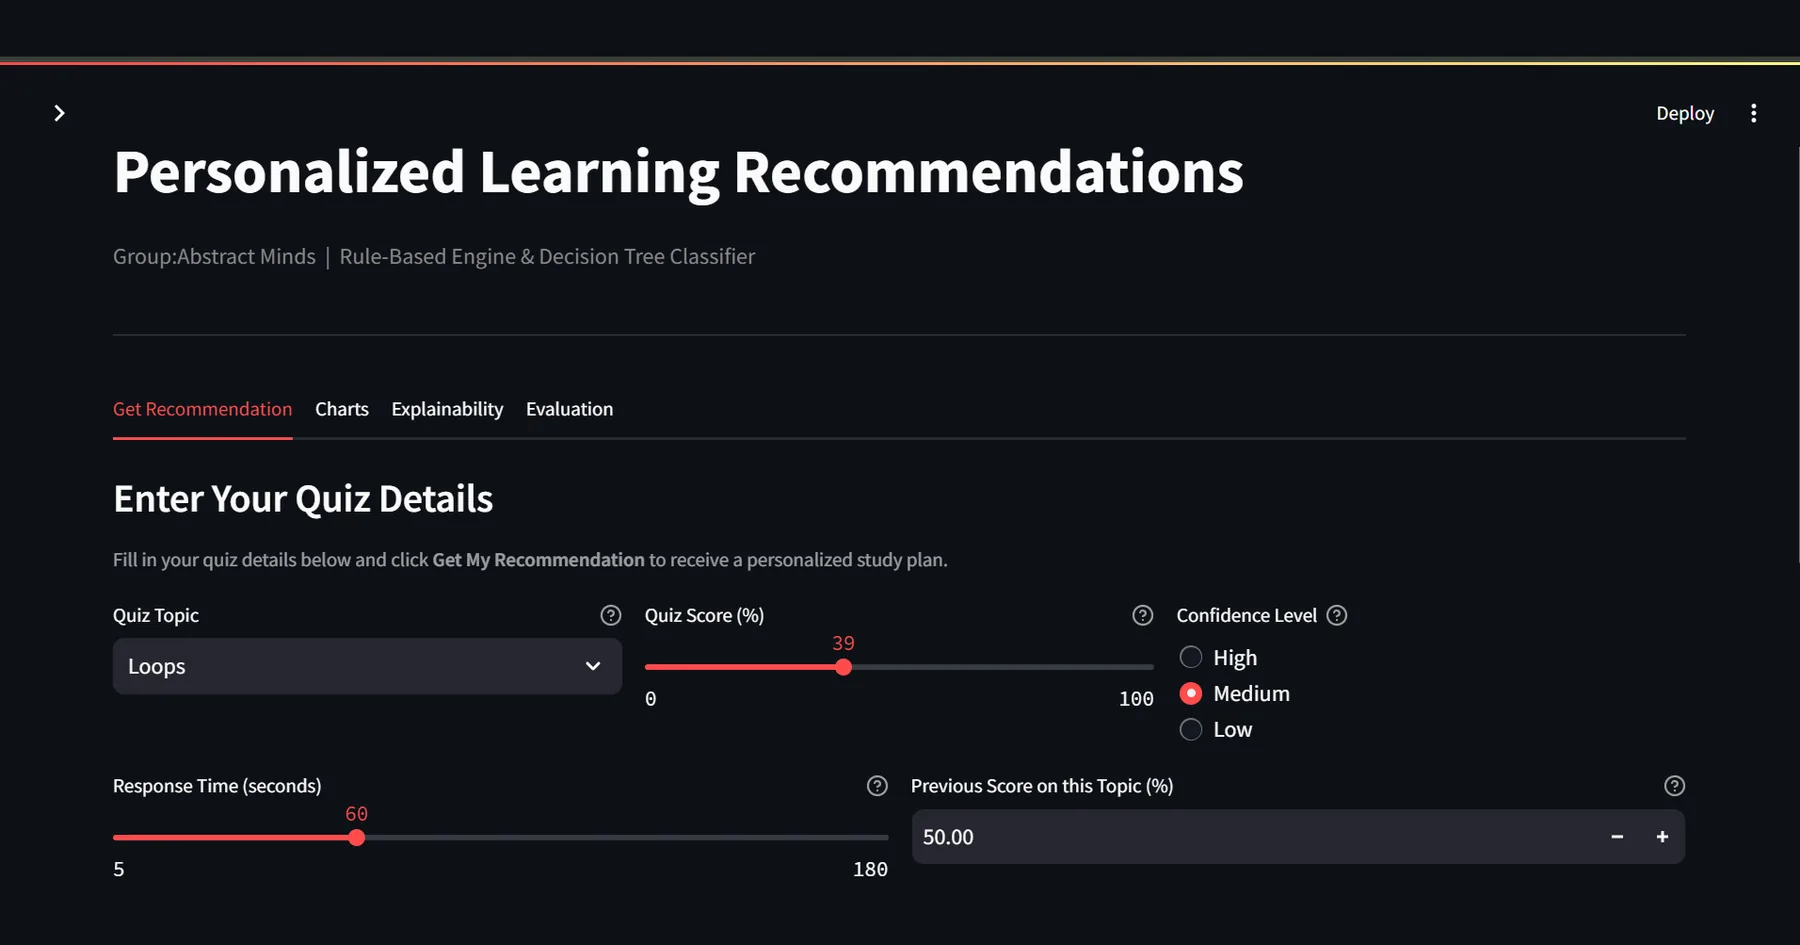 Deploy
Personalized Learning Recommendations
Group:Abstract Minds | Rule-Based Engine & Decision Tree Classifier
Get Recommendation Charts Explainability Evaluation
Enter Your Quiz Details
Fill in your quiz details below and click Get My Recommendation to receive a personalized study plan.
Quiz Topic
Loops
Quiz Score (%)
39
0 100
Confidence Level
High
Medium
Low
Response Time (seconds)
60
5 180
Previous Score on this Topic (%)
50.00